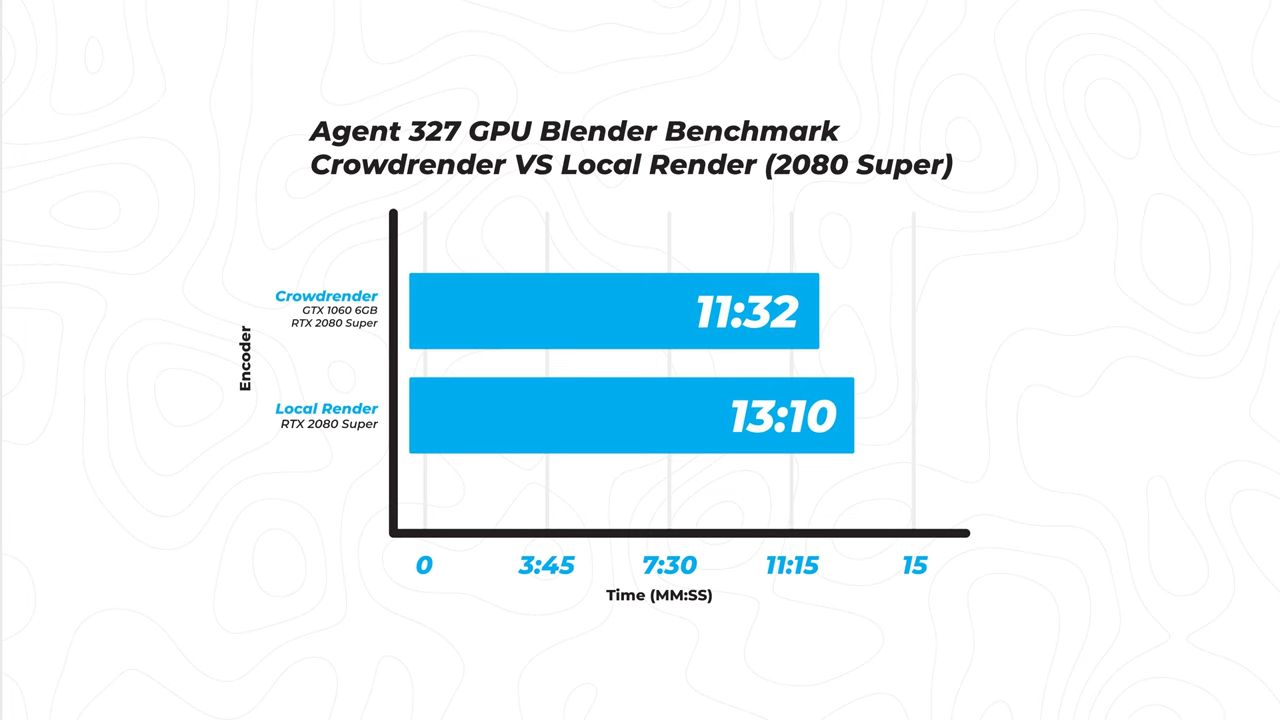 Agent 327 GPU Blender Benchmark
Crowdrender VS Local Render (2080 Super)
Encoder
Crowdrender
GTX 1060 6GB
RTX 2080 Super
11:32
Local Render
RTX 2080 Super
13:10
0 3:45 7:30 11:15 15
Time (MM:SS)